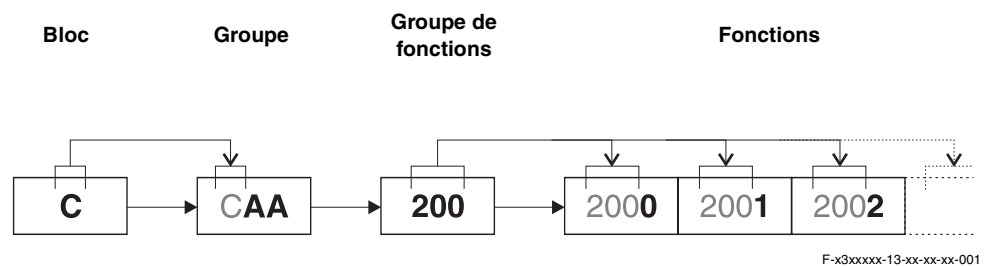 Bloc
Groupe
Groupe de
fonctions
Fonctions
C
CAA
200
2000
2001
2002
F-x3xxxxx-13-xx-xx-xx-001